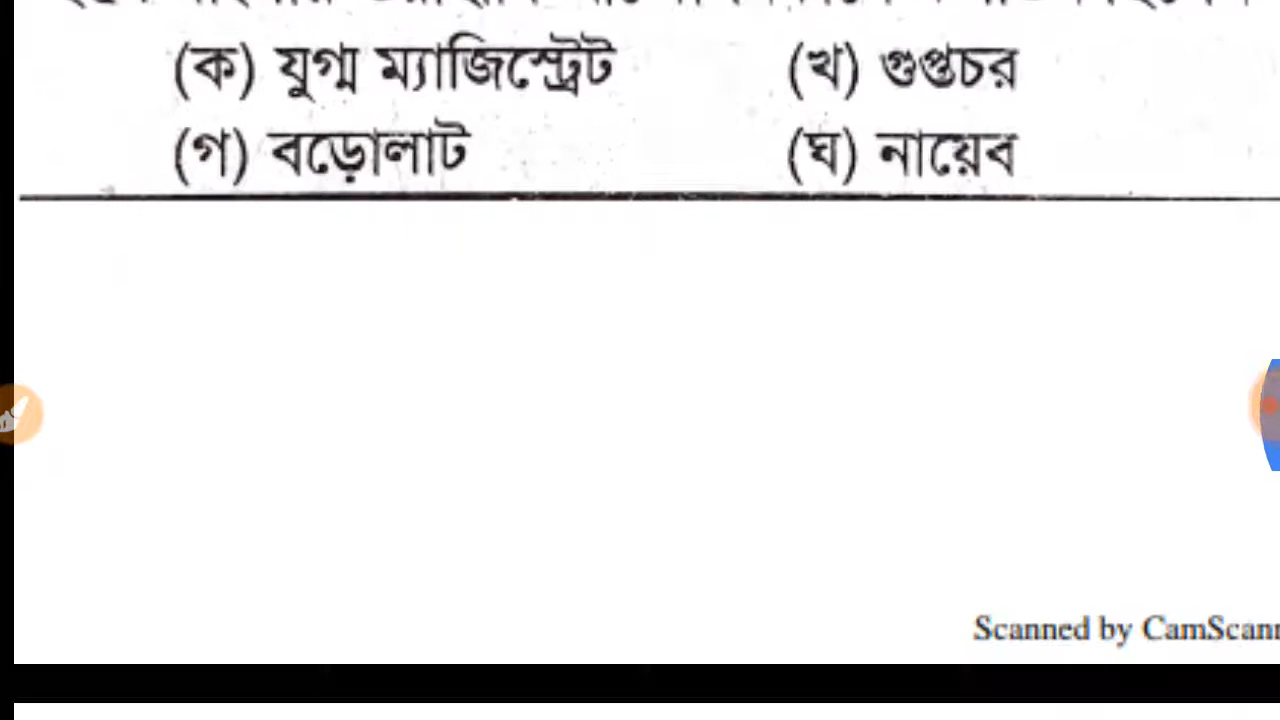 (ক) যুগ্ম ম্যাজিস্ট্রেট (খ) গুপ্তচর
(গ) বড়োলাট (ঘ) নায়েব
Scanned by CamScann